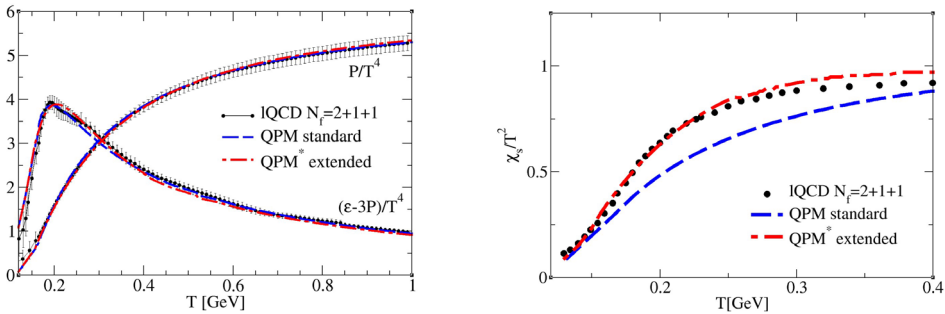 6
5
4
3
2
1
0
P/T⁴
lQCD N_f=2+1+1
QPM standard
QPM* extended
(ε-3P)/T⁴
0.2 0.4 0.6 0.8 1
T [GeV]
χ_s/T²
1
0.5
0
lQCD N_f=2+1+1
QPM standard
QPM* extended
0.2 0.3 0.4
T[GeV]